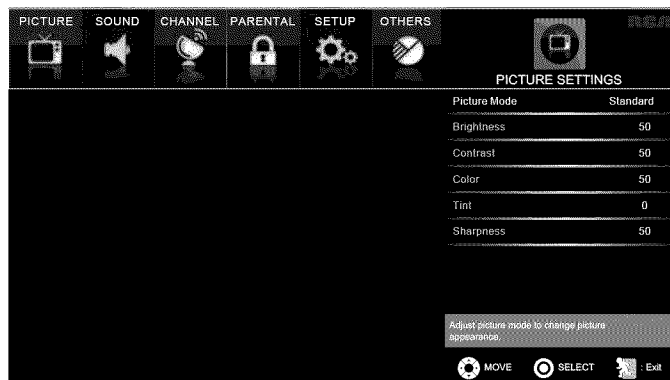 PICTURE SOUND CHANNEL PARENTAL SETUP OTHERS
RCA
PICTURE SETTINGS
Picture Mode Standard
Brightness 50
Contrast 50
Color 50
Tint 0
Sharpness 50
Adjust picture mode to change picture
appearance.
MOVE SELECT : Exit